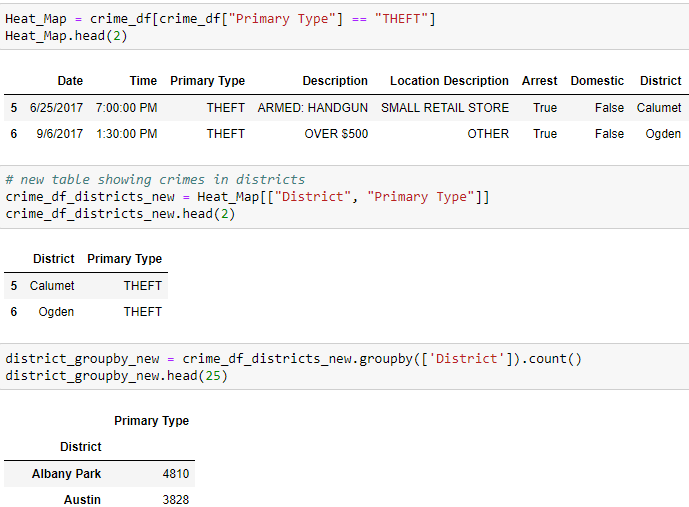 Heat_Map = crime_df[crime_df["Primary Type"] == "THEFT"]
Heat_Map.head(2)
Date Time Primary Type Description Location Description Arrest Domestic District
5 6/25/2017 7:00:00 PM THEFT ARMED: HANDGUN SMALL RETAIL STORE True False Calumet
6 9/6/2017 1:30:00 PM THEFT OVER $500 OTHER True False Ogden
# new table showing crimes in districts
crime_df_districts_new = Heat_Map[["District", "Primary Type"]]
crime_df_districts_new.head(2)
District Primary Type
5 Calumet THEFT
6 Ogden THEFT
district_groupby_new = crime_df_districts_new.groupby(['District']).count()
district_groupby_new.head(25)
Primary Type
District
Albany Park 4810
Austin 3828